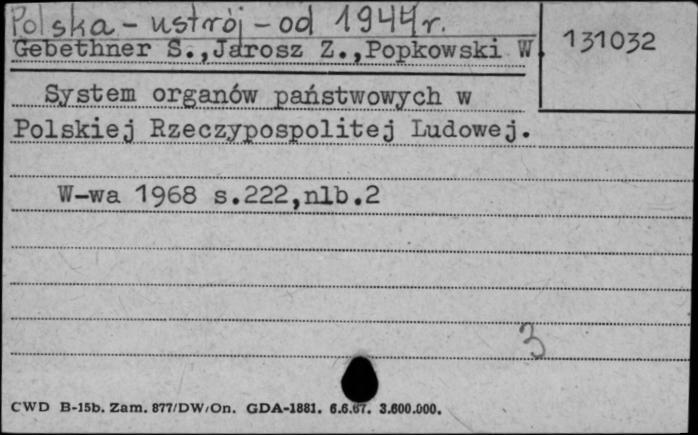 Polska - ustrój - od 1944r.
Gebethner S.,Jarosz Z.,Popkowski W.
131032
System organów państwowych w
Polskiej Rzeczypospolitej Ludowej.
W-wa 1968 s.222,nlb.2
3
CWD B-15b. Zam. 877/DW/On. GDA-1881. 6.6.67. 3.600.000.